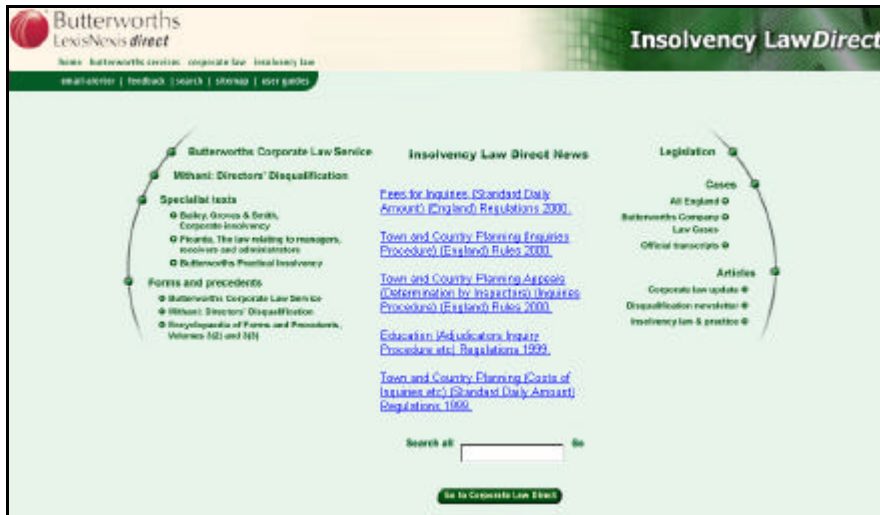 Butterworths
LexisNexis direct
Insolvency Law Direct
home butterworths services corporate law insolvency law
email alerter | feedback | search | sitemap | user guides
Butterworths Corporate Law Service
Mithani: Directors' Disqualification
Specialist texts
Bailey, Groves & Smith,
Corporate insolvency
Picarda, The law relating to managers,
receivers and administrators
Butterworths Practical Insolvency
Forms and precedents
Butterworths Corporate Law Service
Mithani: Directors' Disqualification
Encyclopaedia of Forms and Precedents,
Volumes 3(2) and 3(3)
Insolvency Law Direct News
Fees for Inquiries (Standard Daily
Amount) (England) Regulations 2000.
Town and Country Planning (Inquiries
Procedure) (England) Rules 2000.
Town and Country Planning Appeals
(Determination by Inspectors) (Inquiries
Procedure) (England) Rules 2000.
Education (Adjudicators Inquiry
Procedure etc) Regulations 1999.
Town and Country Planning (Costs of
Inquiries etc) (Standard Daily Amount)
Regulations 1999.
Search all Go
Go to Corporate Law Direct
Legislation
Cases
All England
Butterworths Company
Law Cases
Official transcripts
Articles
Corporate law update
Disqualification newsletter
Insolvency law & practice